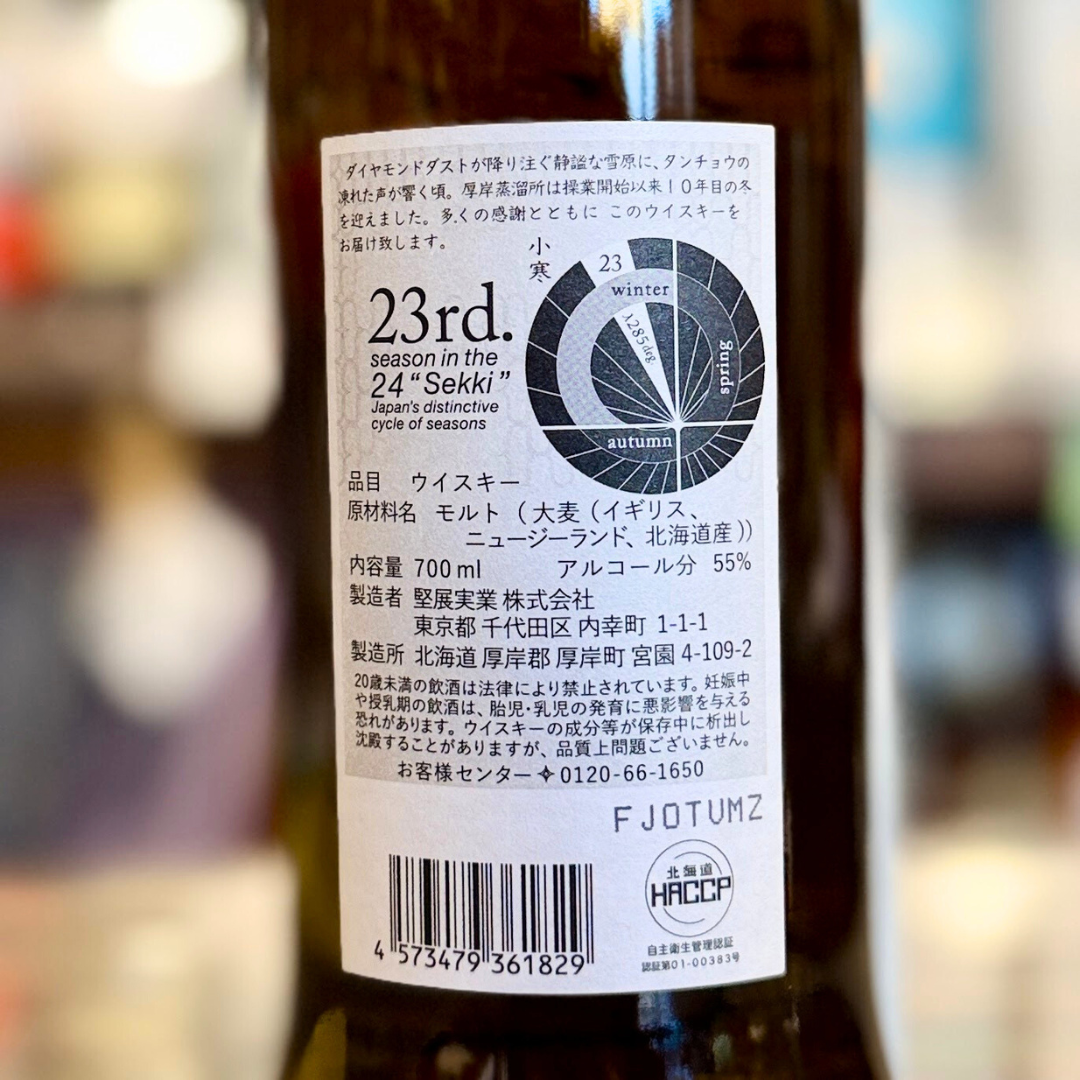 ダイヤモンドダストが降り注ぐ静謐な雪原に、タンチョウの
凍れた声が響く頃。厚岸蒸溜所は操業開始以来10年目の冬
を迎えました。多くの感謝とともに このウイスキーを
お届け致します。
小寒
23
winter
λ285deg
spring
autumn
23rd.
season in the
24 “Sekki”
Japan's distinctive
cycle of seasons
品目 ウイスキー
原材料名 モルト (大麦(イギリス、
ニュージーランド、北海道産))
内容量 700ml アルコール分 55%
製造者 堅展実業 株式会社
東京都 千代田区 内幸町 1-1-1
製造所 北海道 厚岸郡 厚岸町 宮園 4-109-2
20歳未満の飲酒は法律により禁止されています。妊娠中
や授乳期の飲酒は、胎児・乳児の発育に悪影響を与える
恐れがあります。ウイスキーの成分等が保存中に析出し
沈殿することがありますが、品質上問題ございません。
お客様センター✧0120-66-1650
FJOTUMZ
北海道
HACCP
自主衛生管理認証
認証第01-00383号
4 573479 361829